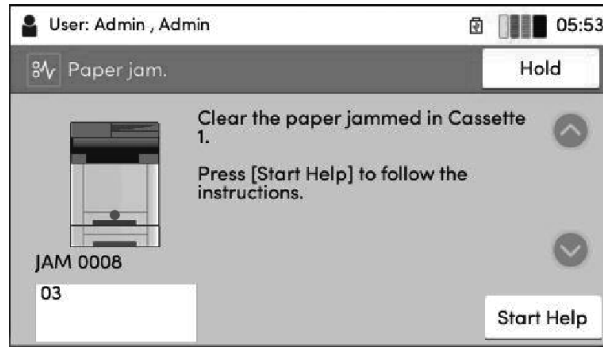 User: Admin , Admin
05:53
Paper jam.
Hold
Clear the paper jammed in Cassette
1.
Press [Start Help] to follow the
instructions.
JAM 0008
03
Start Help